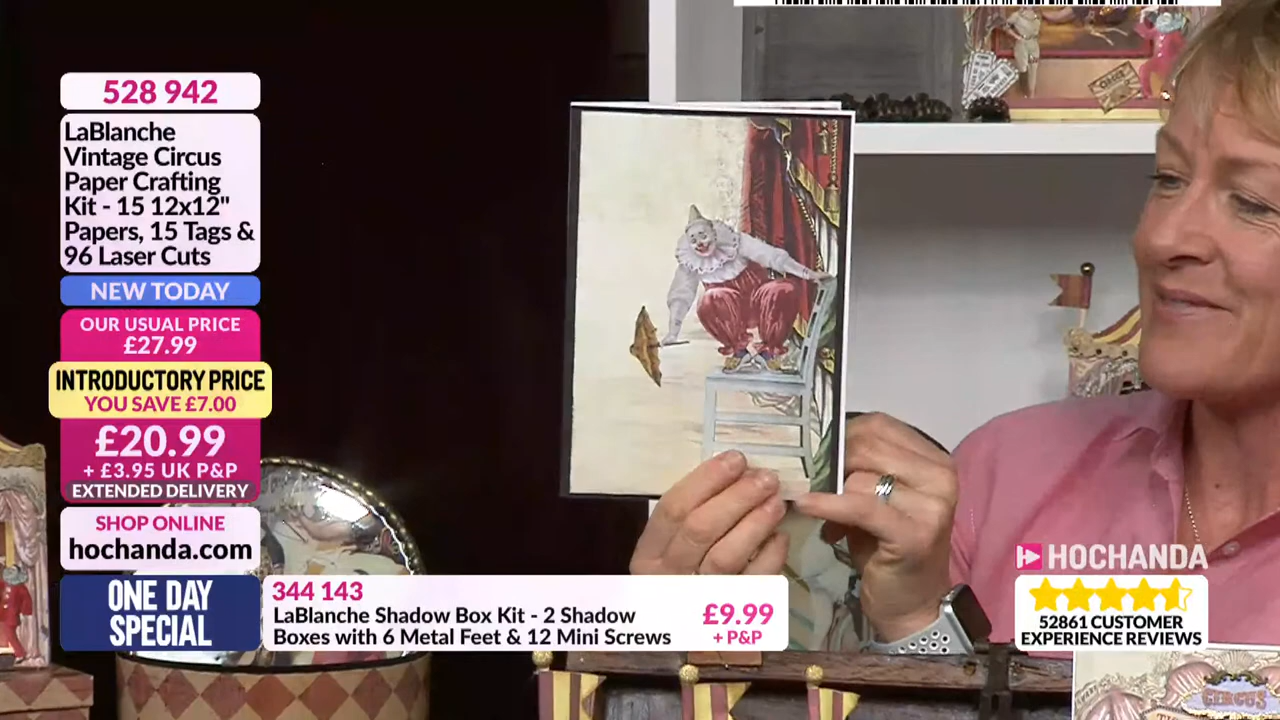 528 942
LaBlanche
Vintage Circus
Paper Crafting
Kit - 15 12x12"
Papers, 15 Tags &
96 Laser Cuts
NEW TODAY
OUR USUAL PRICE
£27.99
INTRODUCTORY PRICE
YOU SAVE £7.00
£20.99
+ £3.95 UK P&P
EXTENDED DELIVERY
SHOP ONLINE
hochanda.com
ONE DAY
SPECIAL
344 143
LaBlanche Shadow Box Kit - 2 Shadow
Boxes with 6 Metal Feet & 12 Mini Screws
£9.99
+ P&P
HOCHANDA
52861 CUSTOMER
EXPERIENCE REVIEWS
CIRCUS